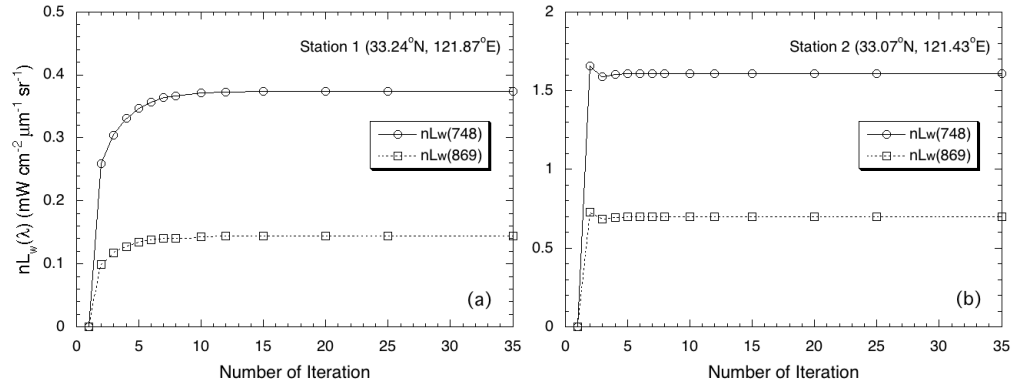 Station 1 (33.24°N, 121.87°E)
nLw(748)
nLw(869)
(a)
0.5
0.4
0.3
0.2
0.1
0
0 5 10 15 20 25 30 35
Number of Iteration
nLw(λ) (mW cm-2 μm-1 sr-1)
Station 2 (33.07°N, 121.43°E)
nLw(748)
nLw(869)
(b)
2
1.5
1
0.5
0
0 5 10 15 20 25 30 35
Number of Iteration